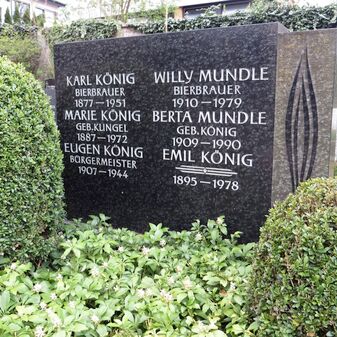 KARL KÖNIG
BIERBRAUER
1877—1951
MARIE KÖNIG
GEB.KUNGEL
1887—1972
EUGEN KÖNIG
BÜRGERMEISTER
1907—1944
WILLY MUNDLE
BIERBRAUER
1910—1979
BERTA MUNDLE
GEB.KÖNIG
1909—1990
EMIL KÖNIG
1895—1978